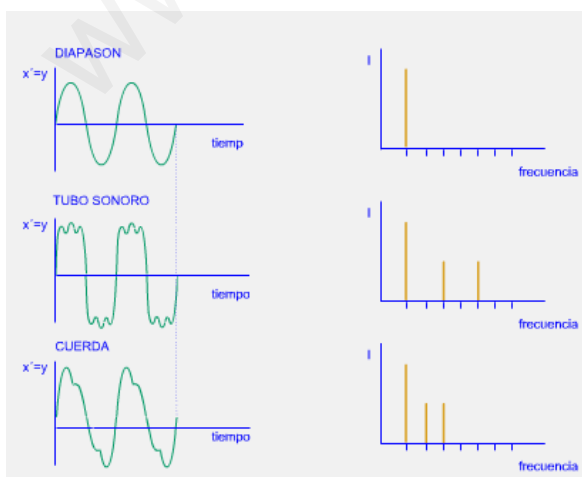 DIAPASON
x´=y
tiemp
I
frecuencia
TUBO SONORO
x´=y
tiempo
I
frecuencia
CUERDA
x´=y
tiempo
I
frecuencia